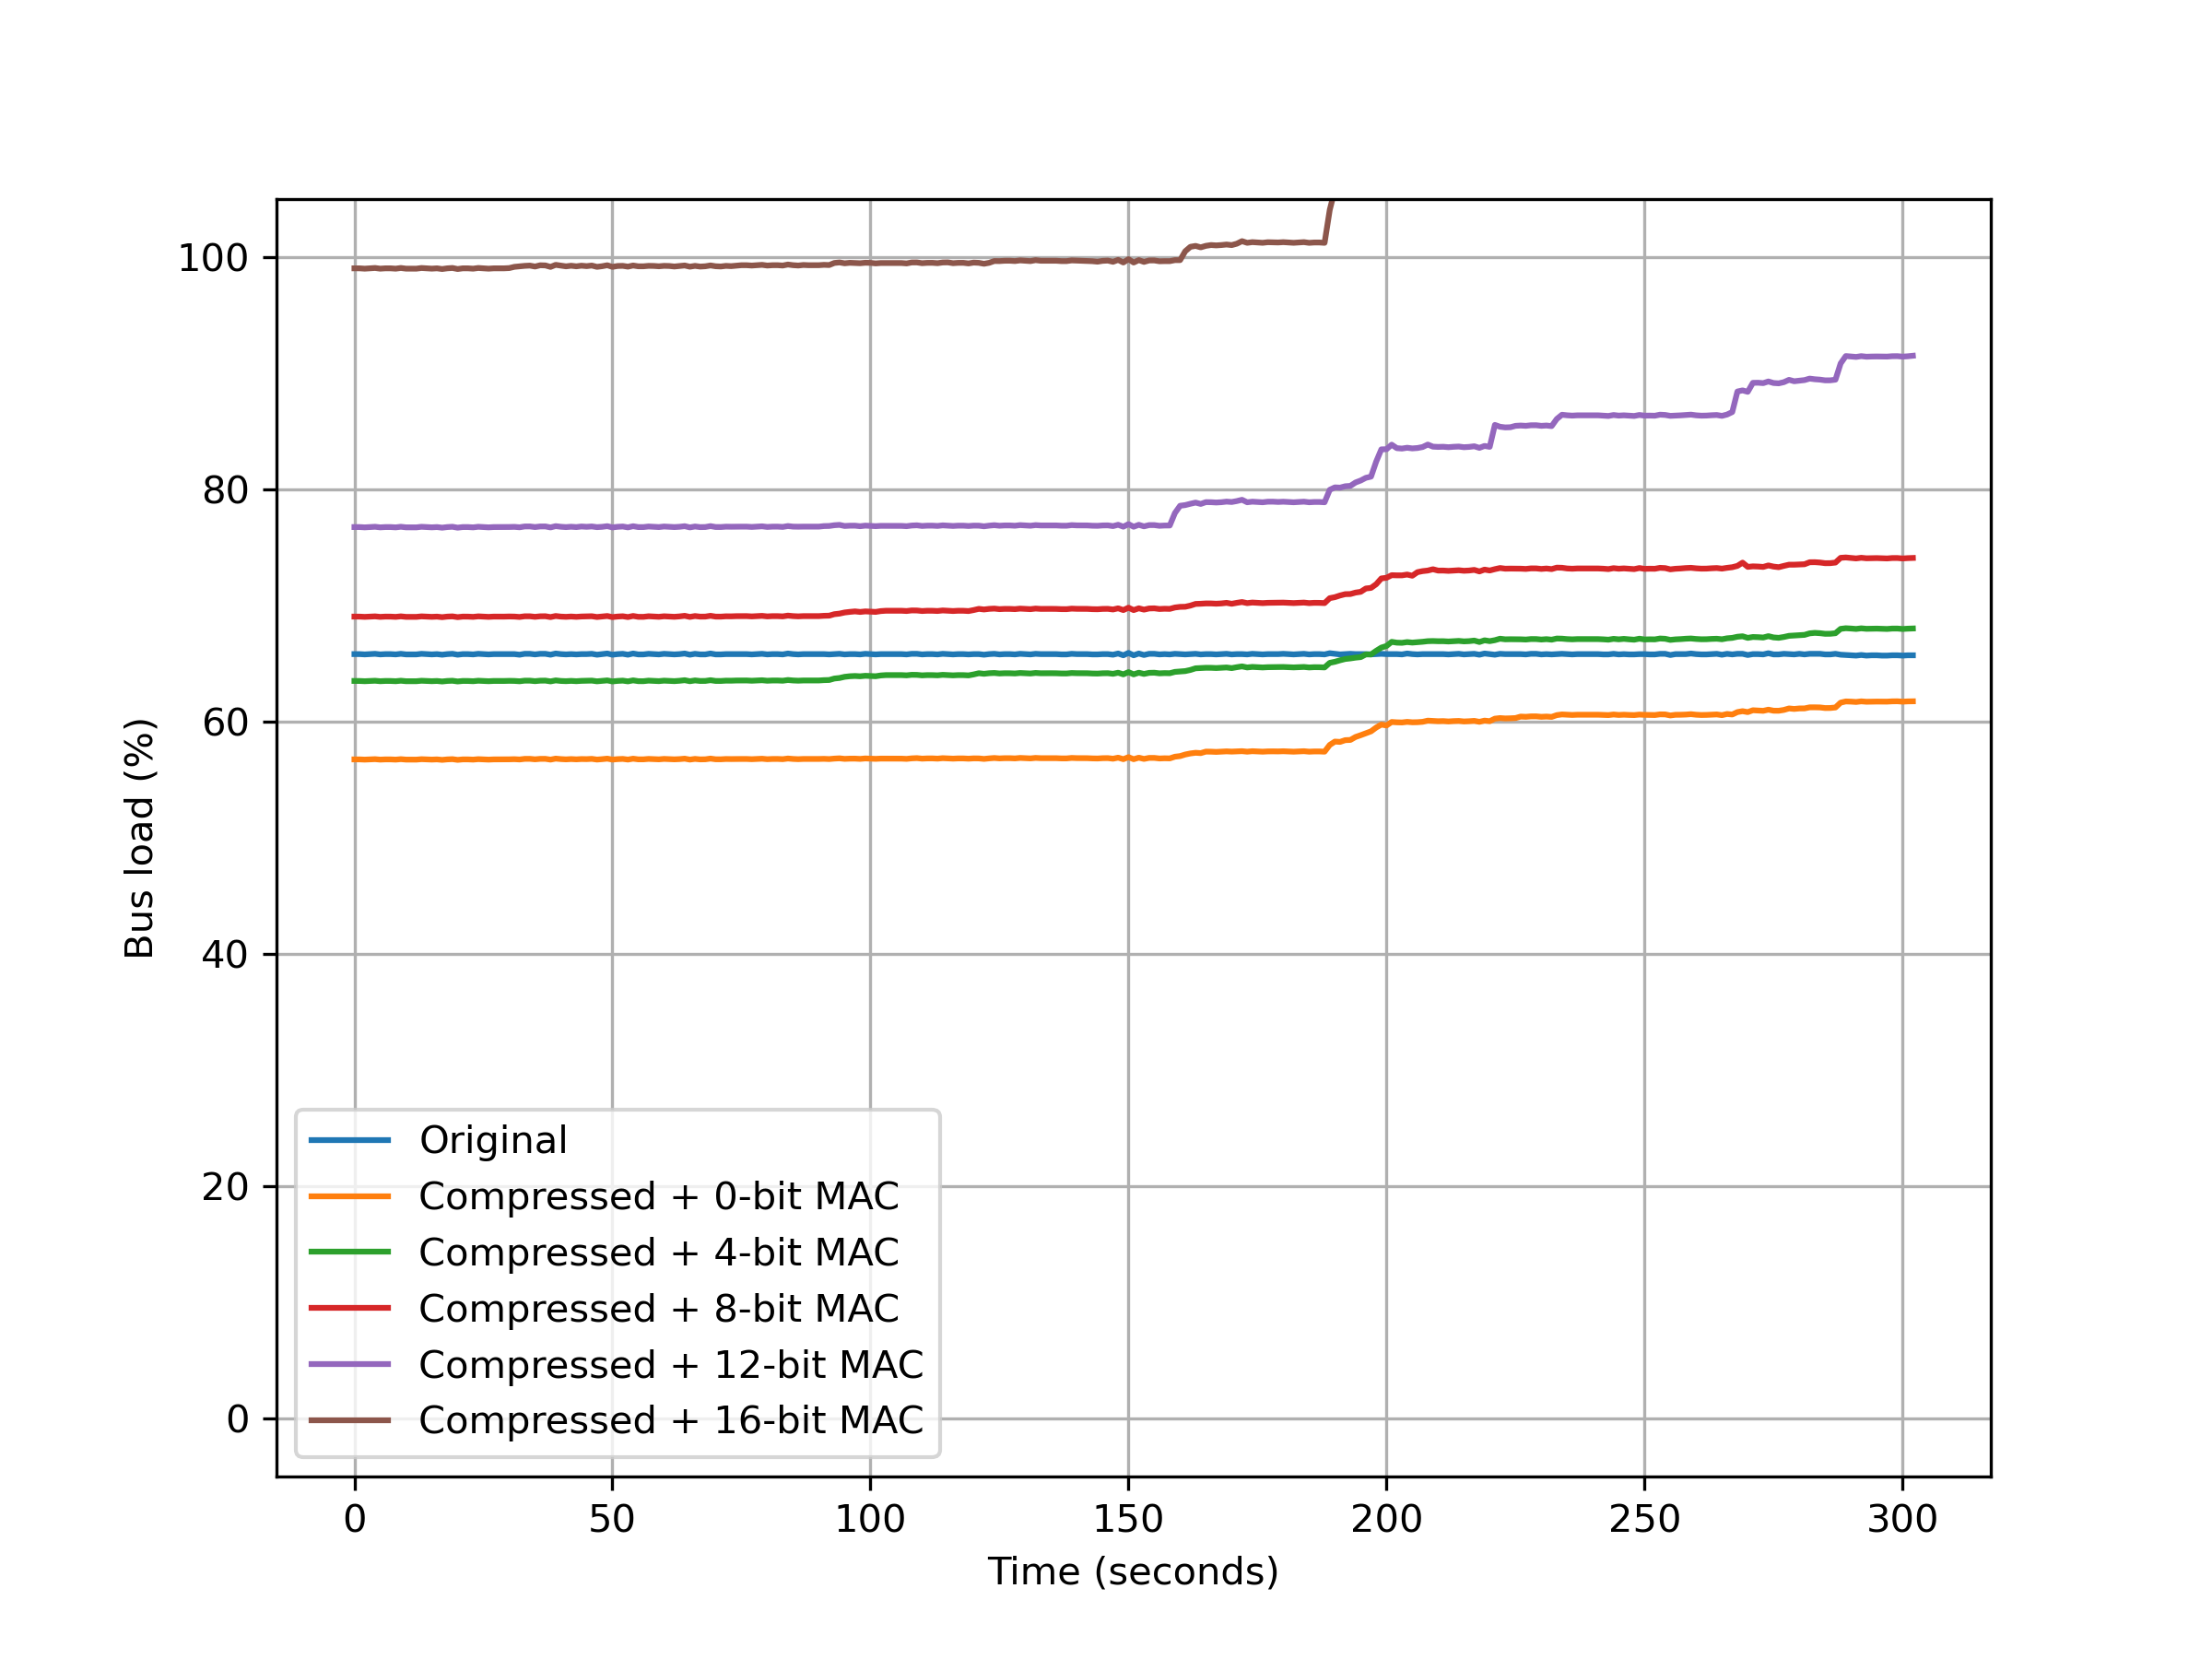 100
80
60
40
20
0
Bus load (%)
Original
Compressed + 0-bit MAC
Compressed + 4-bit MAC
Compressed + 8-bit MAC
Compressed + 12-bit MAC
Compressed + 16-bit MAC
0 50 100 150 200 250 300
Time (seconds)